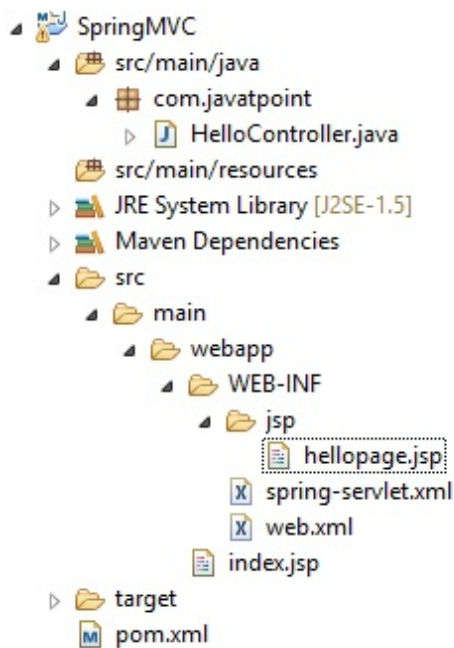 SpringMVC
src/main/java
com.javatpoint
HelloController.java
src/main/resources
JRE System Library [J2SE-1.5]
Maven Dependencies
src
main
webapp
WEB-INF
jsp
hellopage.jsp
spring-servlet.xml
web.xml
index.jsp
target
pom.xml